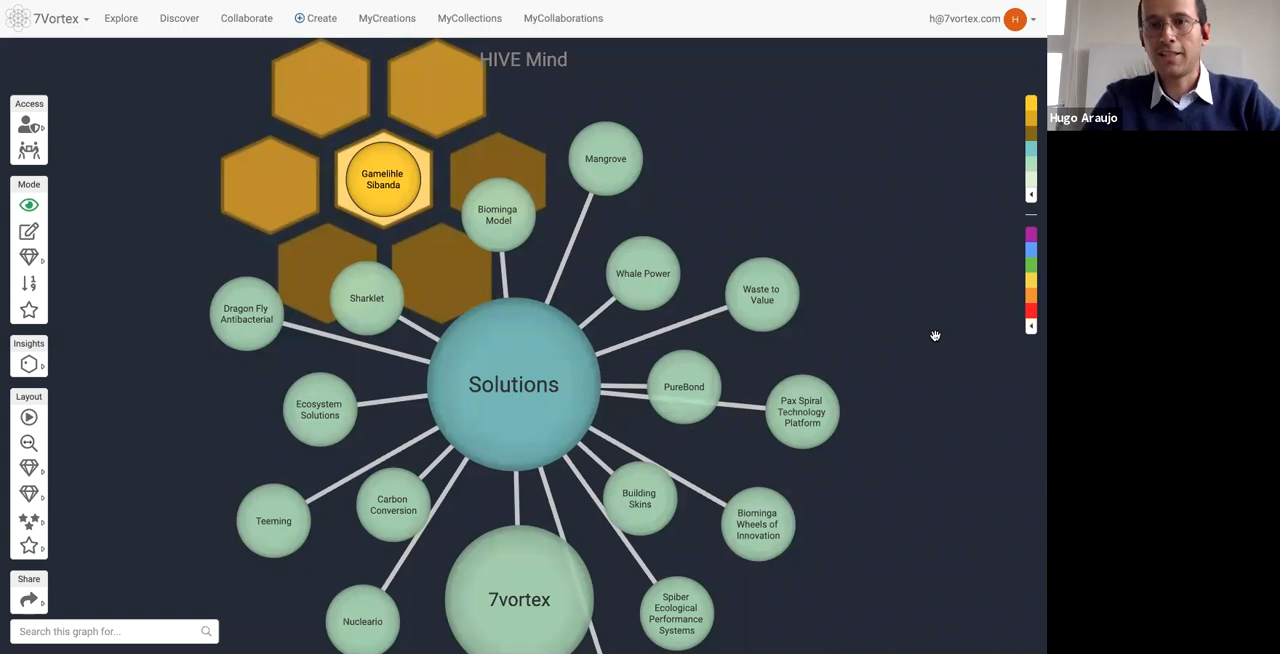 7Vortex
Explore
Discover
Collaborate
Create
MyCreations
MyCollections
MyCollaborations
h@7vortex.com
H
Hugo Araujo
HIVE Mind
Access
Mode
Insights
Layout
Share
Search this graph for...
Gamelihle
Sibanda
Mangrove
Biominga
Model
Whale Power
Waste to
Value
Sharklet
Dragon Fly
Antibacterial
Solutions
PureBond
Pax Spiral
Technology
Platform
Ecosystem
Solutions
Carbon
Conversion
Building
Skins
Teeming
Biominga
Wheels of
Innovation
7vortex
Nucleario
Spiber
Ecological
Performance
Systems